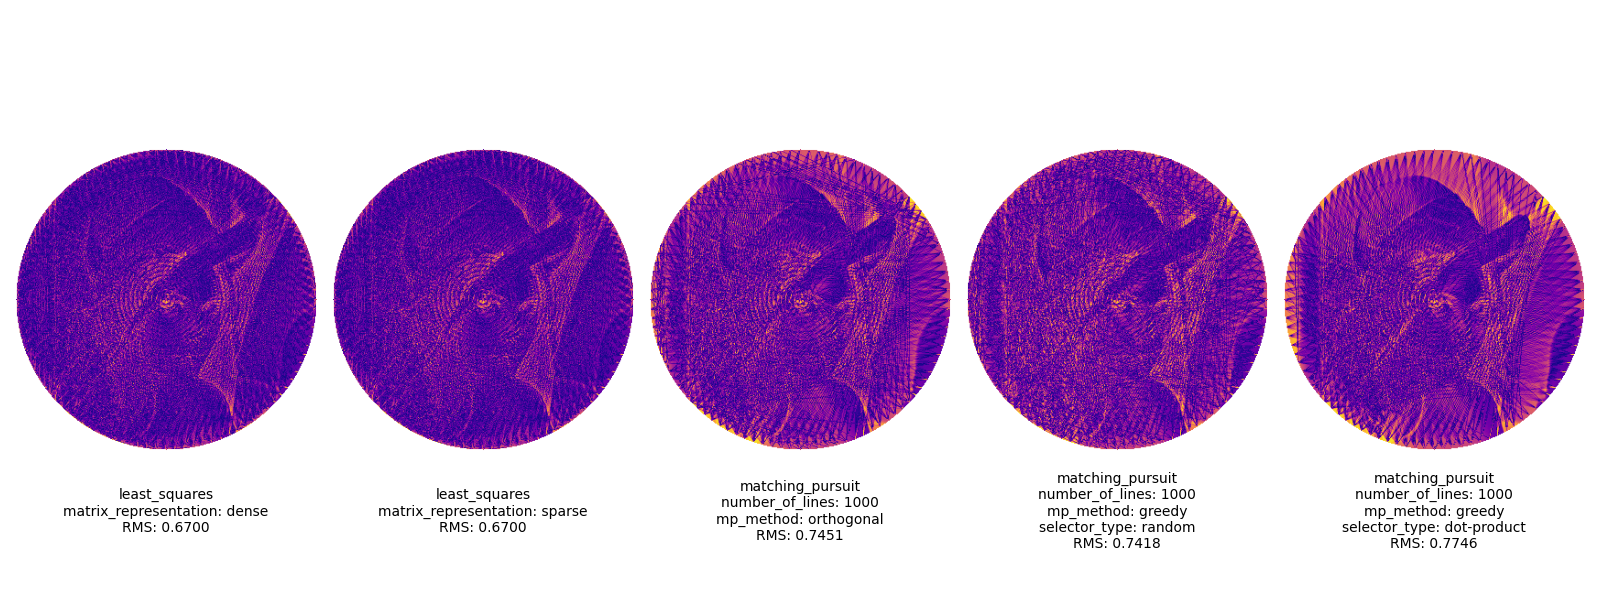 least_squares
matrix_representation: dense
RMS: 0.6700
least_squares
matrix_representation: sparse
RMS: 0.6700
matching_pursuit
number_of_lines: 1000
mp_method: orthogonal
RMS: 0.7451
matching_pursuit
number_of_lines: 1000
mp_method: greedy
selector_type: random
RMS: 0.7418
matching_pursuit
number_of_lines: 1000
mp_method: greedy
selector_type: dot-product
RMS: 0.7746